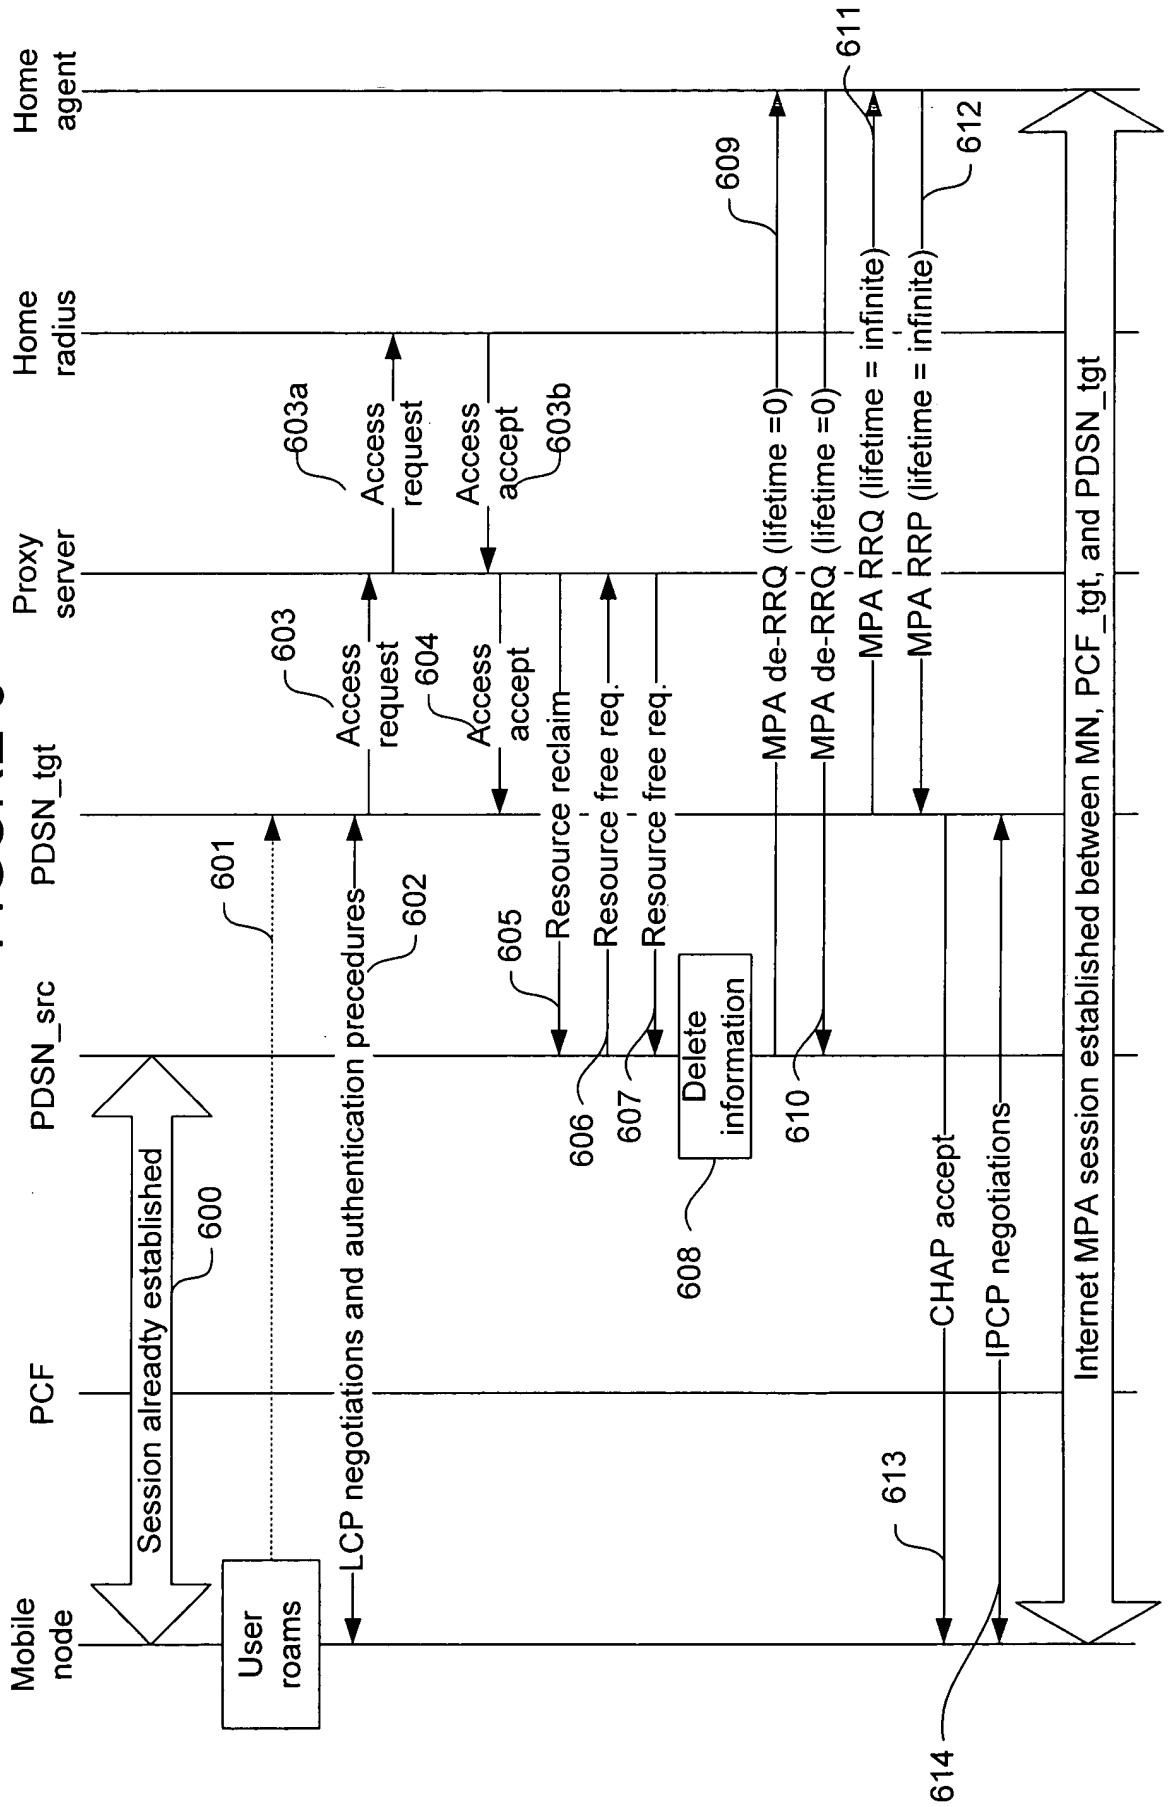 Mobile
node
PCF
PDSN_src
PDSN_tgt
Proxy
server
Home
radius
Home
agent
Session alreadty established
600
User
roams
601
LCP negotiations and authentication precedures
602
603
Access
request
603a
Access
request
Access
accept
603b
604
Access
accept
605
Resource reclaim
606
Resource free req.
607
Resource free req.
608
Delete
information
609
MPA de-RRQ (lifetime =0)
610
MPA de-RRQ (lifetime =0)
611
MPA RRQ (lifetime = infinite)
612
MPA RRP (lifetime = infinite)
613
CHAP accept
614
IPCP negotiations
Internet MPA session established between MN, PCF_tgt, and PDSN_tgt